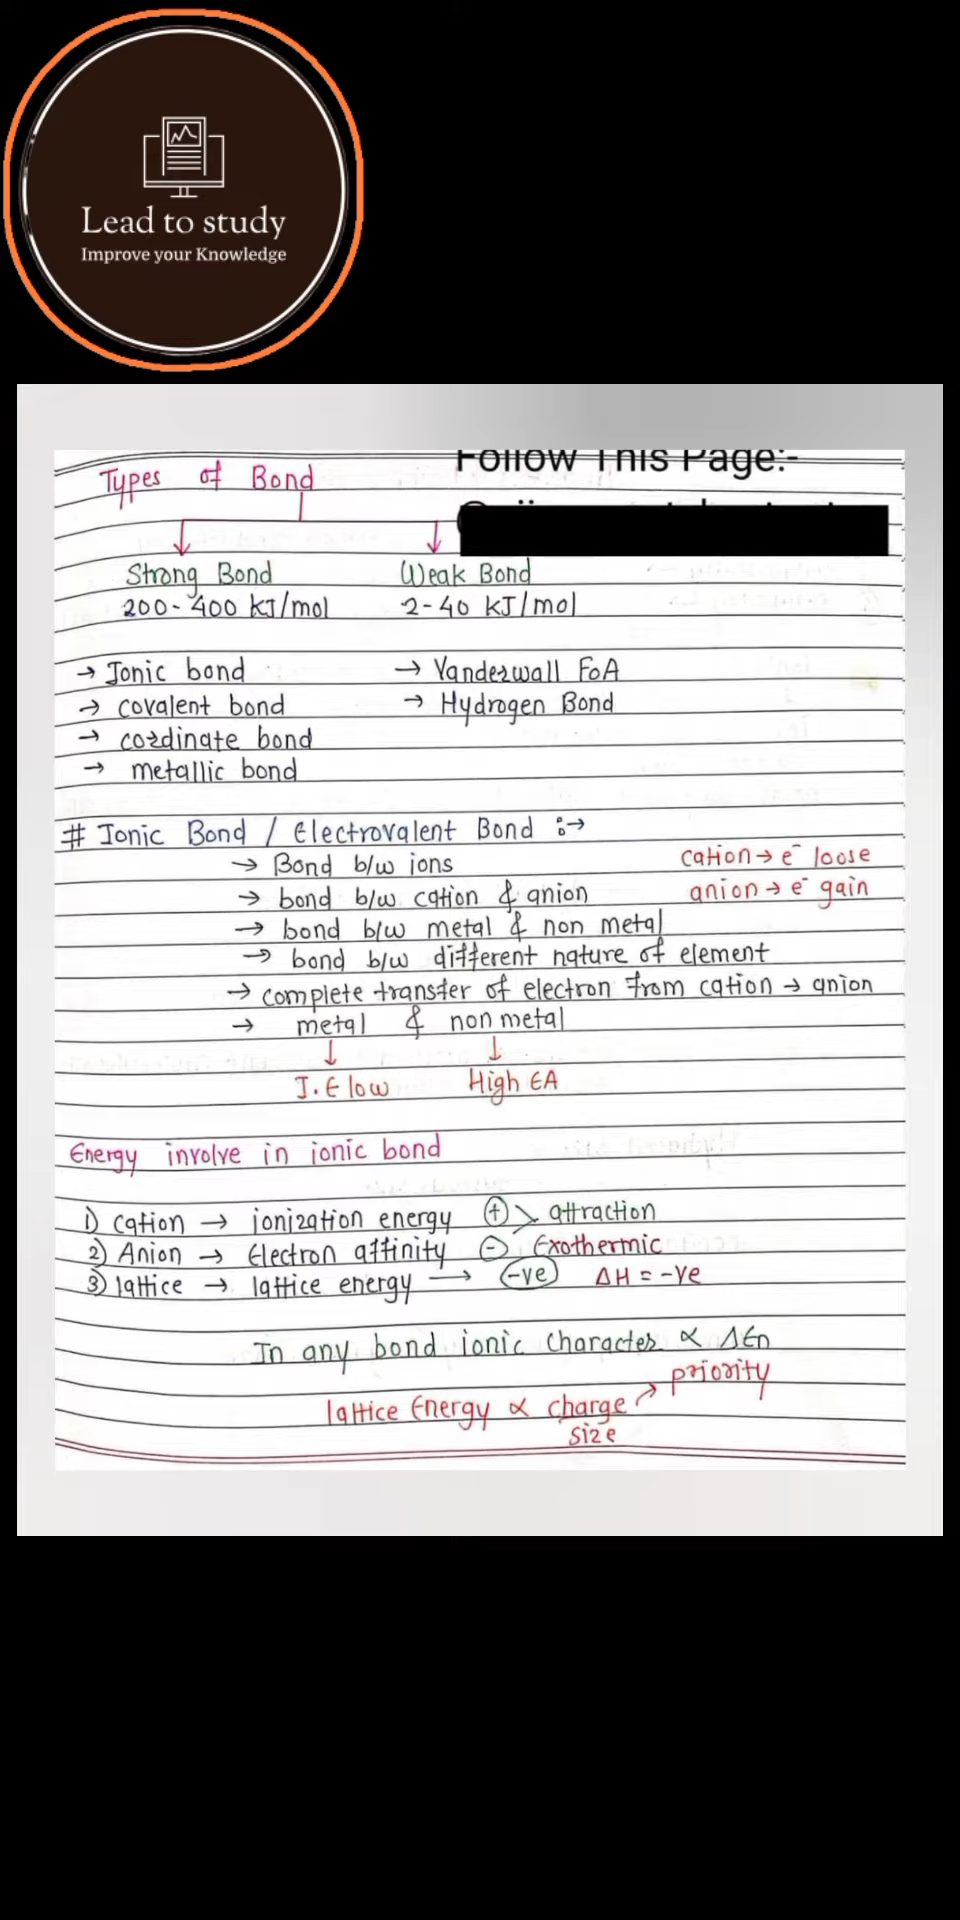 Lead to study
Improve your Knowledge
Follow This Page:-
Types of Bond
Strong Bond Weak Bond
200-400 KJ/mol 2-40 KJ/mol
→ Ionic bond → Vanderwall FoA
→ covalent bond → Hydrogen Bond
→ cordinate bond
→ metallic bond
# Ionic Bond / Electrovalent Bond :→
→ Bond b/w ions cation → e⁻ loose
→ bond b/w cation & anion anion → e⁻ gain
→ bond b/w metal & non metal
→ bond b/w different nature of element
→ complete transfer of electron from cation → anion
→ metal & non metal
↓ ↓
I.E low High EA
Energy involve in ionic bond
1) Cation → ionization energy (+) > attraction
2) Anion → Electron affinity (-) Exothermic
3) lattice → lattice energy → (-ve) ΔH = -ve
In any bond ionic Character ∝ ΔEn
priority
lattice Energy ∝ charge
size